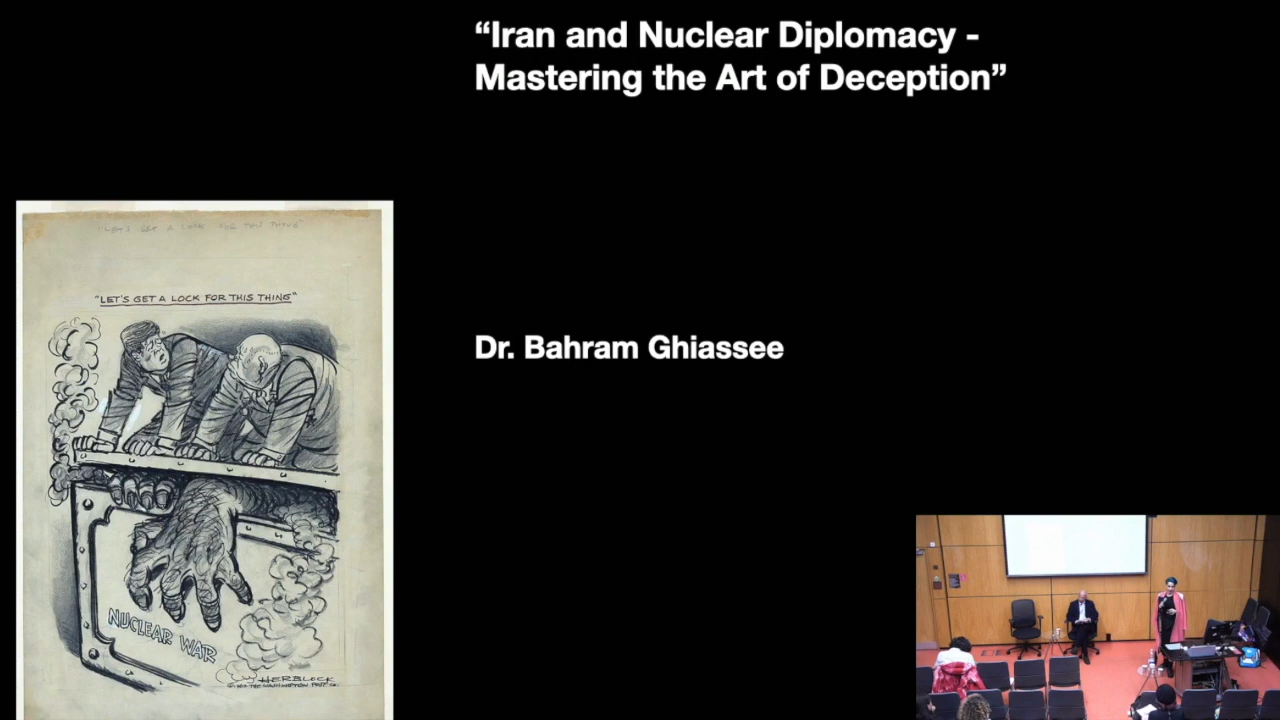 “Iran and Nuclear Diplomacy -
Mastering the Art of Deception”
"LET'S GET A LOCK FOR THIS THING"
Dr. Bahram Ghiassee
NUCLEAR WAR
HERBLOCK